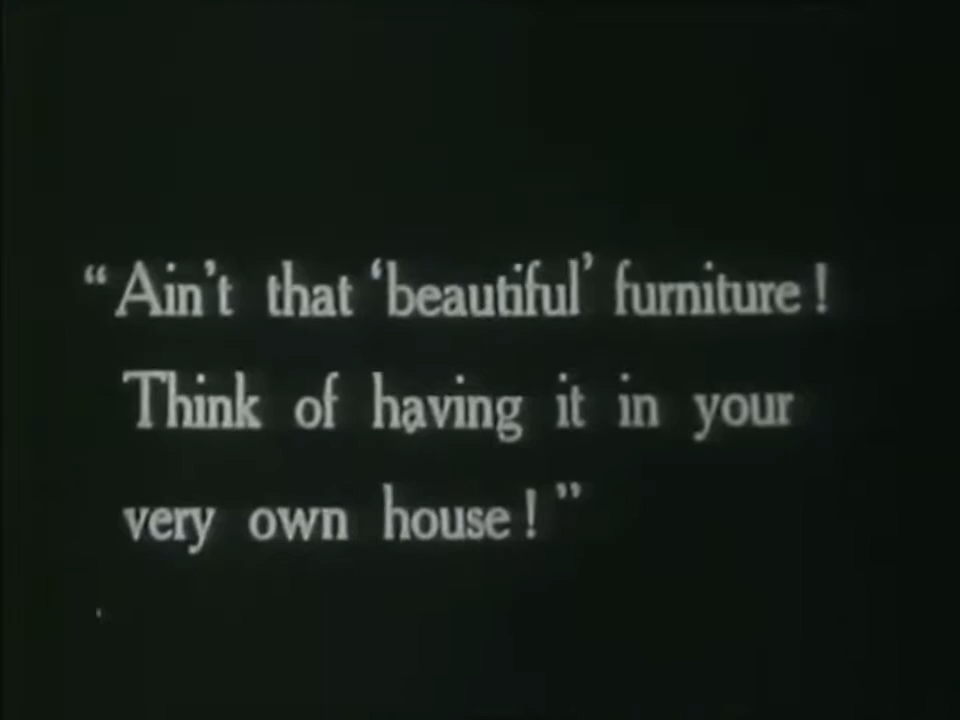 “Ain’t that ‘beautiful’ furniture!
Think of having it in your
very own house!”